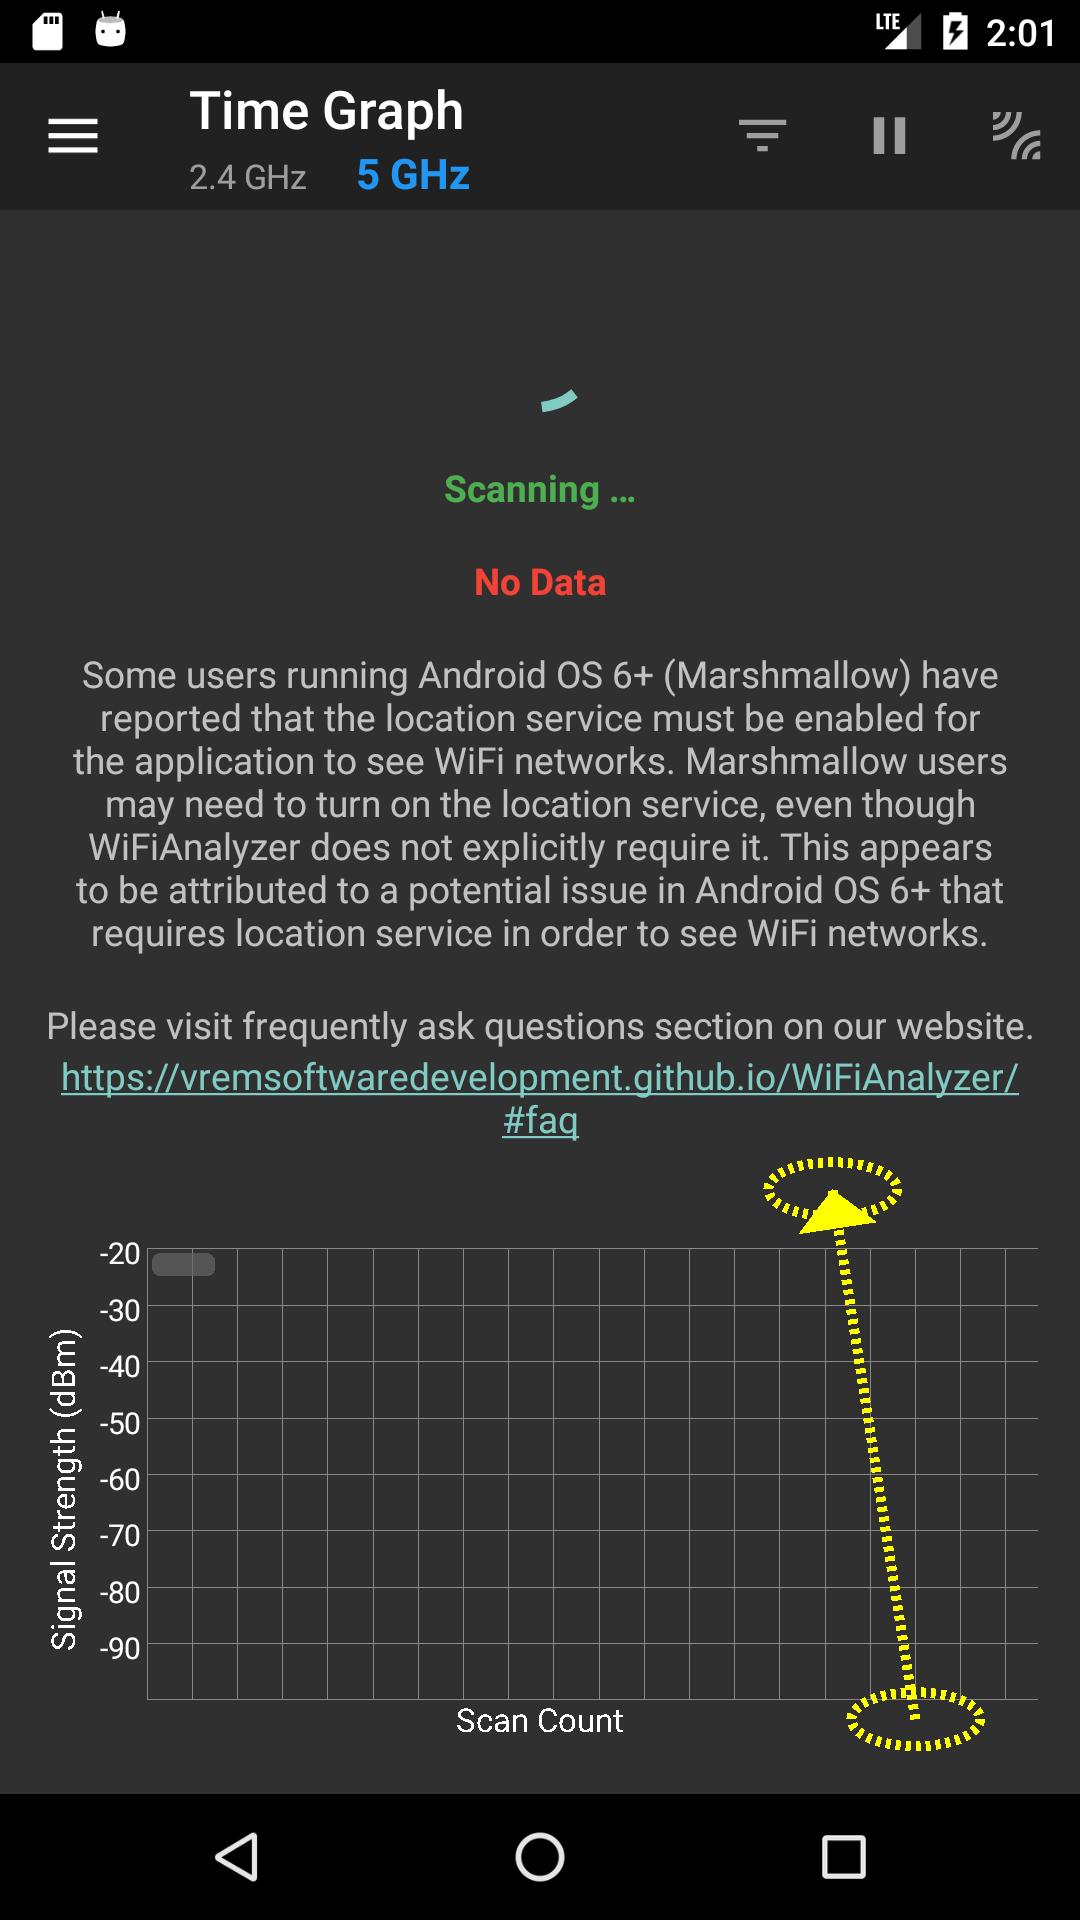 LTE 2:01
Time Graph
2.4 GHz 5 GHz
Scanning ...
No Data
Some users running Android OS 6+ (Marshmallow) have
reported that the location service must be enabled for
the application to see WiFi networks. Marshmallow users
may need to turn on the location service, even though
WiFiAnalyzer does not explicitly require it. This appears
to be attributed to a potential issue in Android OS 6+ that
requires location service in order to see WiFi networks.
Please visit frequently ask questions section on our website.
https://vremsoftwaredevelopment.github.io/WiFiAnalyzer/
#faq
-20
-30
-40
-50
-60
-70
-80
-90
Signal Strength (dBm)
Scan Count